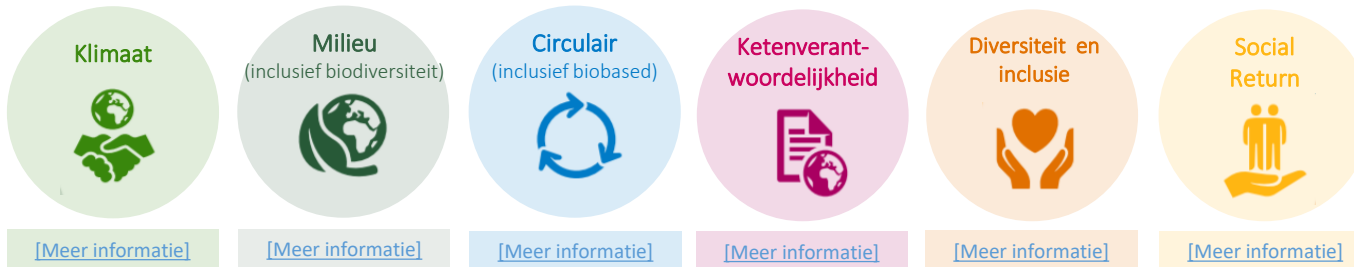 Klimaat
Milieu
(inclusief biodiversiteit)
Circulair
(inclusief biobased)
Ketenverant-
woordelijkheid
Diversiteit en
inclusie
Social
Return
[Meer informatie]
[Meer informatie]
[Meer informatie]
[Meer informatie]
[Meer informatie]
[Meer informatie]